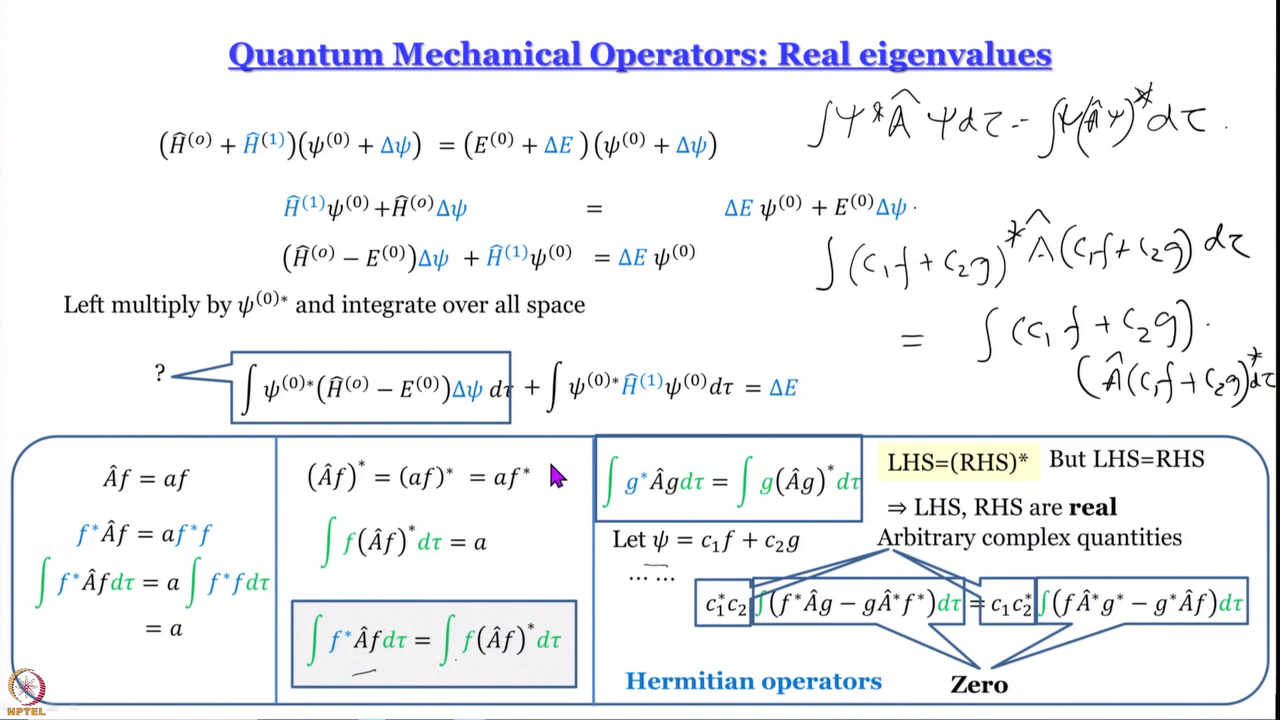 Quantum Mechanical Operators: Real eigenvalues
(Ĥ⁽ᵒ⁾ + Ĥ⁽¹⁾)(ψ⁽⁰⁾ + Δψ) = (E⁽⁰⁾ + ΔE )(ψ⁽⁰⁾ + Δψ)
Ĥ⁽¹⁾ψ⁽⁰⁾+Ĥ⁽ᵒ⁾Δψ = ΔE ψ⁽⁰⁾ + E⁽⁰⁾Δψ
(Ĥ⁽ᵒ⁾ − E⁽⁰⁾)Δψ + Ĥ⁽¹⁾ψ⁽⁰⁾ = ΔE ψ⁽⁰⁾
Left multiply by ψ⁽⁰⁾* and integrate over all space
? ∫ψ⁽⁰⁾*(Ĥ⁽ᵒ⁾ − E⁽⁰⁾)Δψ dτ + ∫ψ⁽⁰⁾*Ĥ⁽¹⁾ψ⁽⁰⁾dτ = ΔE
∫ψ* Â ψdτ = ∫ψ(Âψ)* dτ.
∫(c₁f + c₂g)* Â(c₁f + c₂g) dτ
= ∫(c₁f + c₂g).
(Â(c₁f + c₂g)* dτ
Âf = af
f*Âf = af*f
∫f*Âfdτ = a∫f*fdτ
= a
(Âf)* = (af)* = af*
∫f(Âf)*dτ = a
∫f*Âfdτ = ∫f(Âf)*dτ
∫g*Âgdτ = ∫g(Âg)*dτ
Let ψ = c₁f + c₂g
... ...
LHS=(RHS)* But LHS=RHS
⇒ LHS, RHS are real
Arbitrary complex quantities
c₁*c₂ ∫(f*Âg − gÂ*f*)dτ = c₁c₂* ∫(fÂ*g* − g*Âf)dτ
Hermitian operators
Zero
NPTEL